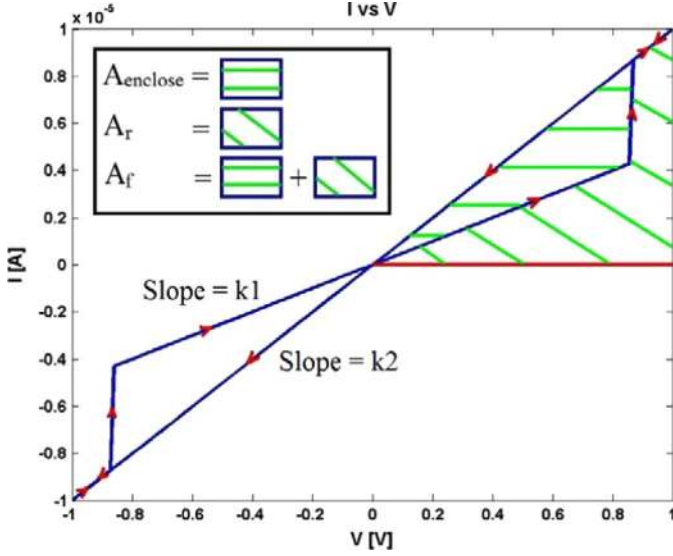 I vs V
x 10⁻⁵
1
0.8
0.6
0.4
0.2
0
-0.2
-0.4
-0.6
-0.8
-1
I [A]
A_enclose =
A_r =
A_f = +
Slope = k1
Slope = k2
-1 -0.8 -0.6 -0.4 -0.2 0 0.2 0.4 0.6 0.8 1
V [V]